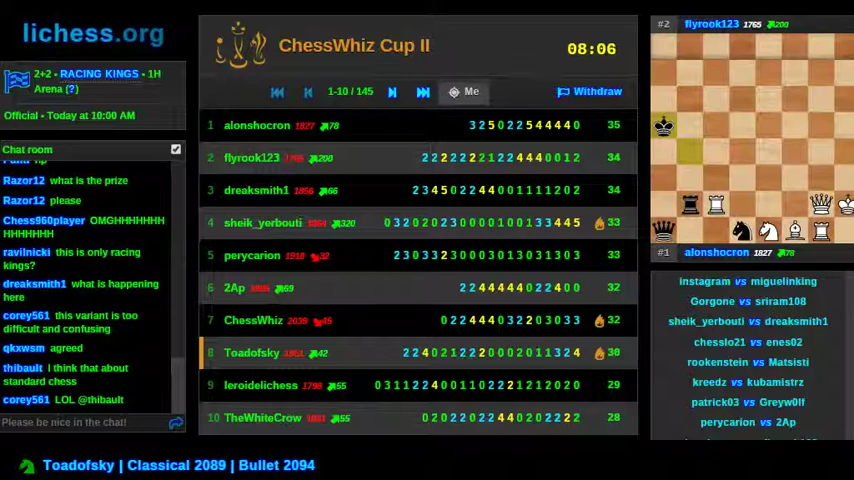 lichess.org
2+2 • RACING KINGS • 1H
Arena (?)
Official • Today at 10:00 AM
Chat room
Razor12 what is the prize
Razor12 please
Chess960player OMGHHHHHHH
HHHHHHH
ravilnicki this is only racing
kings?
dreaksmith1 what is happening
here
corey561 this variant is too
difficult and confusing
qkxwsm agreed
thibault I think that about
standard chess
corey561 LOL @thibault
Please be nice in the chat!
ChessWhiz Cup II
08:06
1-10 / 145
Me
Withdraw
1 alonshocron 1827 78 3 2 5 0 2 2 5 4 4 4 4 0 35
2 flyrook123 1765 200 2 2 2 2 2 2 1 2 2 4 4 4 0 0 1 2 34
3 dreaksmith1 1856 66 2 3 4 5 0 2 2 4 4 0 0 1 1 1 1 2 0 2 34
4 sheik_yerbouti 320 0 3 2 0 2 0 2 3 0 0 0 0 1 0 0 1 3 3 4 4 5 33
5 perycarion 1918 32 2 3 0 3 3 2 3 0 0 0 3 0 1 3 0 3 1 3 0 3 33
6 2Ap 69 2 2 4 4 4 4 4 0 2 2 4 0 0 32
7 ChessWhiz 2039 45 0 2 2 4 4 4 0 3 2 2 0 3 0 3 3 32
8 Toadofsky 1951 42 2 2 4 0 2 1 2 2 2 0 0 0 2 0 1 1 3 2 4 30
9 leroidelichess 1798 55 0 3 1 1 2 2 4 0 0 1 1 0 2 2 2 1 2 1 2 0 2 0 29
10 TheWhiteCrow 55 0 2 0 2 2 0 2 2 4 4 0 2 0 2 2 2 28
#2 flyrook123 1765 200
#1 alonshocron 1827 78
instagram vs miguelinking
Gorgone vs sriram108
sheik_yerbouti vs dreaksmith1
chesslo21 vs enes02
rookenstein vs Matsisti
kreedz vs kubamistrz
patrick03 vs Greyw0lf
perycarion vs 2Ap
Toadofsky | Classical 2089 | Bullet 2094